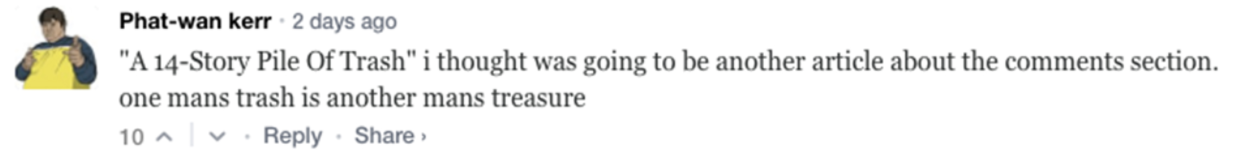 Phat-wan kerr · 2 days ago
"A 14-Story Pile Of Trash" i thought was going to be another article about the comments section.
one mans trash is another mans treasure
10 · Reply · Share ›